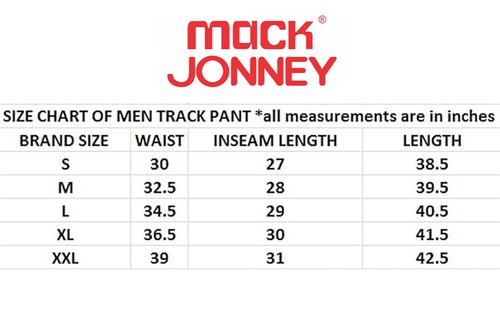 mack®
JONNEY
SIZE CHART OF MEN TRACK PANT *all measurements are in inches
BRAND SIZE WAIST INSEAM LENGTH LENGTH
S 30 27 38.5
M 32.5 28 39.5
L 34.5 29 40.5
XL 36.5 30 41.5
XXL 39 31 42.5